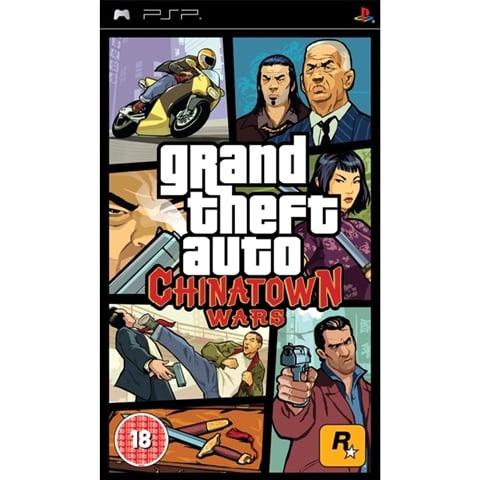 PSP
grand
theft
auto
CHINATOWN
WARS
18
R